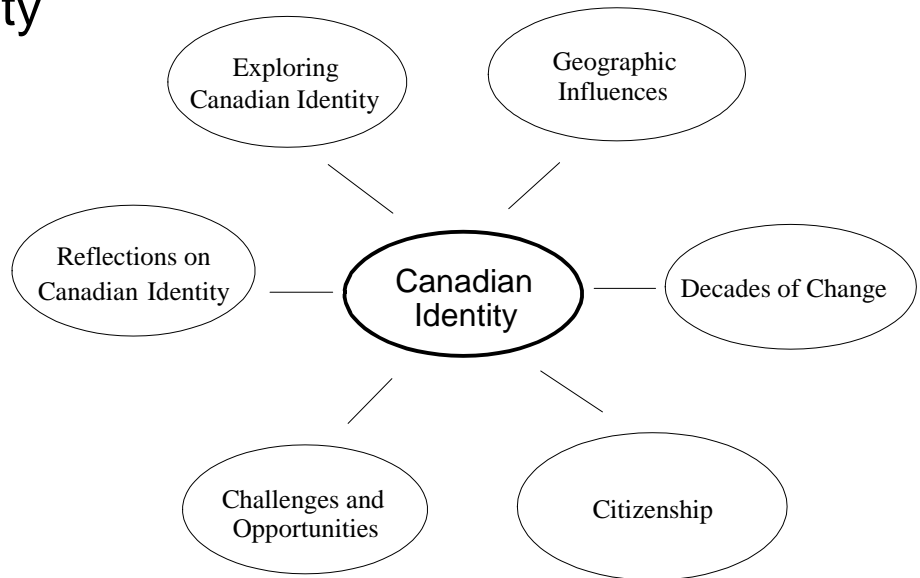 ty
Exploring
Canadian Identity
Geographic
Influences
Reflections on
Canadian Identity
Canadian
Identity
Decades of Change
Challenges and
Opportunities
Citizenship